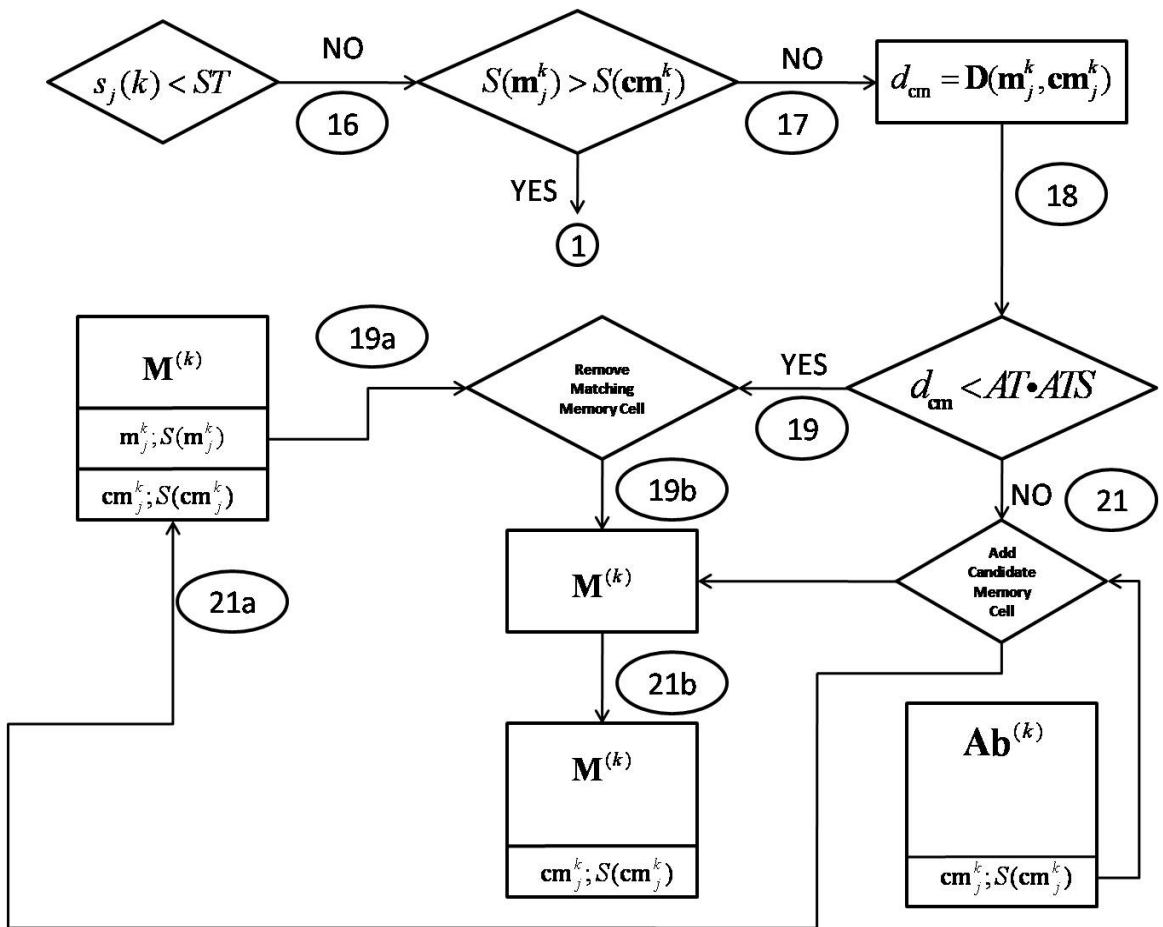 s_j(k) < ST
NO
16
S(m_j^k) > S(cm_j^k)
NO
17
d_cm = D(m_j^k, cm_j^k)
YES
1
18
M^(k)
m_j^k; S(m_j^k)
cm_j^k; S(cm_j^k)
19a
Remove
Matching
Memory Cell
YES
19
d_cm < AT•ATS
19b
NO
21
21a
M^(k)
Add
Candidate
Memory
Cell
21b
M^(k)
cm_j^k; S(cm_j^k)
Ab^(k)
cm_j^k; S(cm_j^k)